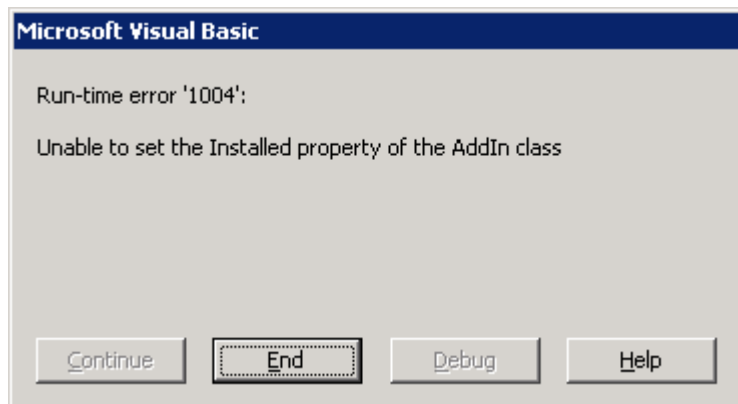 Microsoft Visual Basic
Run-time error '1004':
Unable to set the Installed property of the AddIn class
Continue End Debug Help